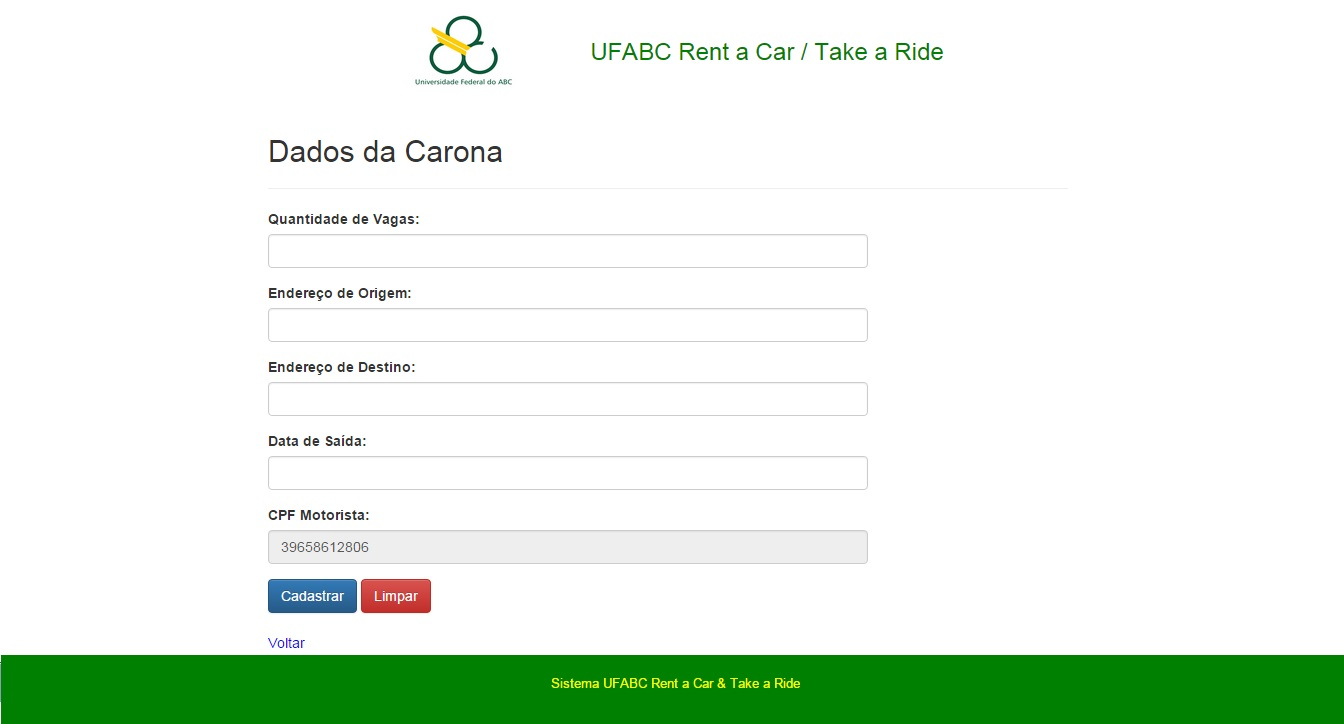 Universidade Federal do ABC
UFABC Rent a Car / Take a Ride
Dados da Carona
Quantidade de Vagas:
Endereço de Origem:
Endereço de Destino:
Data de Saída:
CPF Motorista:
39658612806
Cadastrar Limpar
Voltar
Sistema UFABC Rent a Car & Take a Ride